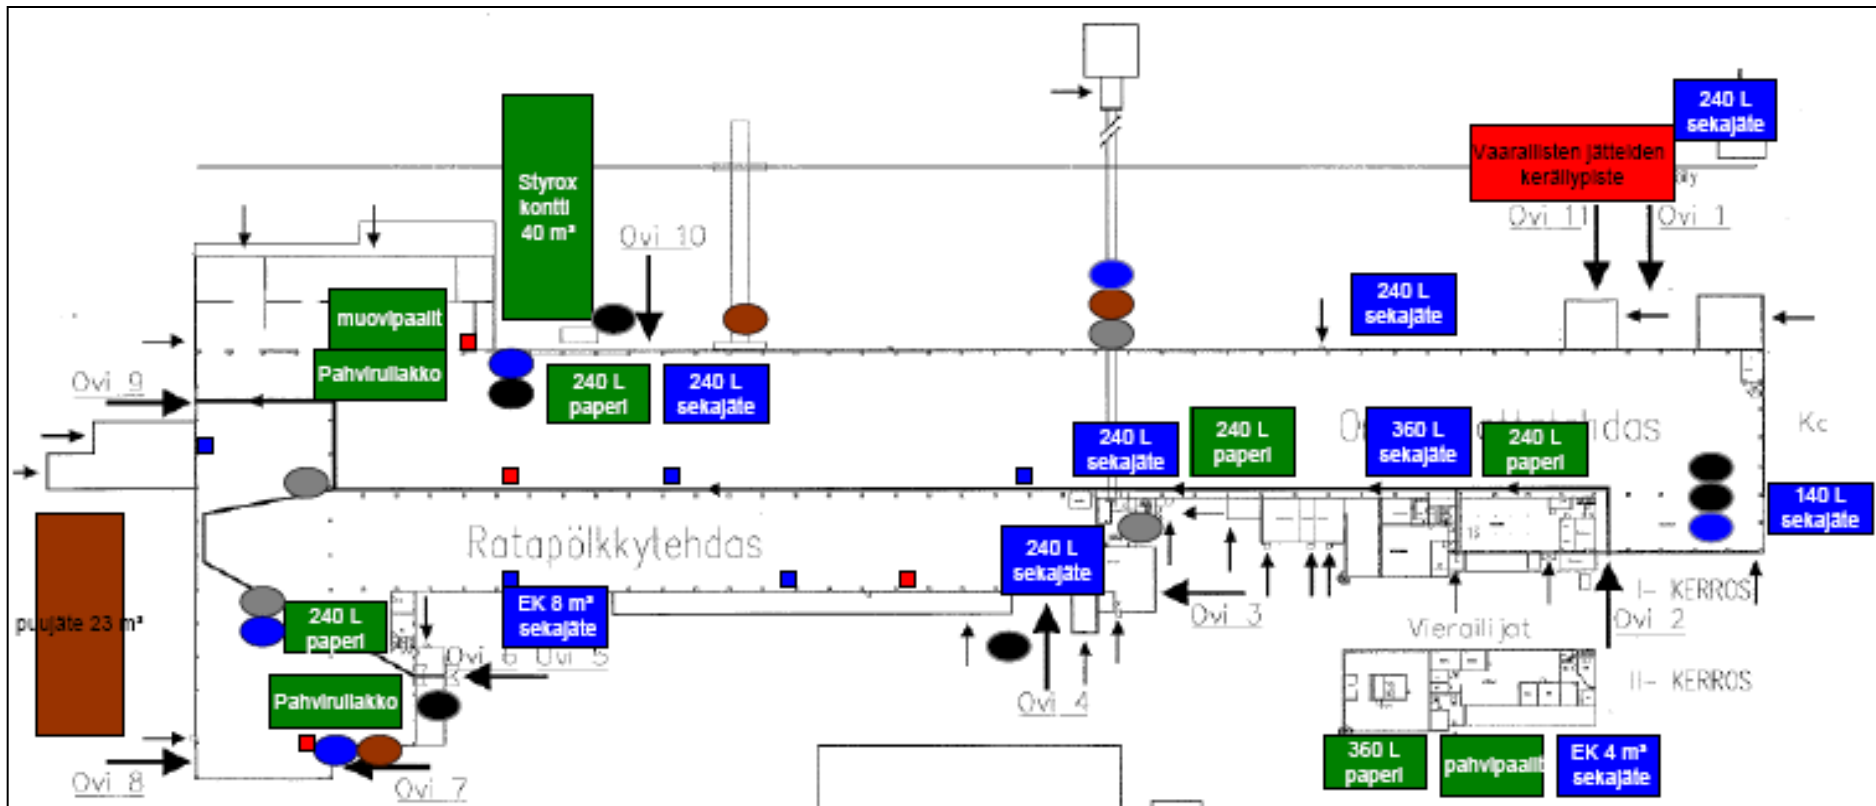 240 L
sekajäte
Vaarallisten jätteiden
keräilypiste
öly
Ovi 11
Ovi 1
Styrox
kontti
40 m³
Ovi 10
muovipaalit
Pahvirullakko
Ovi 9
240 L
paperi
240 L
sekajäte
240 L
sekajäte
240 L
sekajäte
240 L
paperi
360 L
sekajäte
240 L
paperi
Kc
140 L
sekajäte
Ratapölkkytehdas
240 L
sekajäte
Ovi 3
I- KERROS
Ovi 2
Vierailijat
II- KERROS
puujäte 23 m³
240 L
paperi
EK 8 m³
sekajäte
Ovi 6
Ovi 5
Pahvirullakko
Ovi 4
Ovi 8
Ovi 7
360 L
paperi
pahvipaalit
EK 4 m³
sekajäte